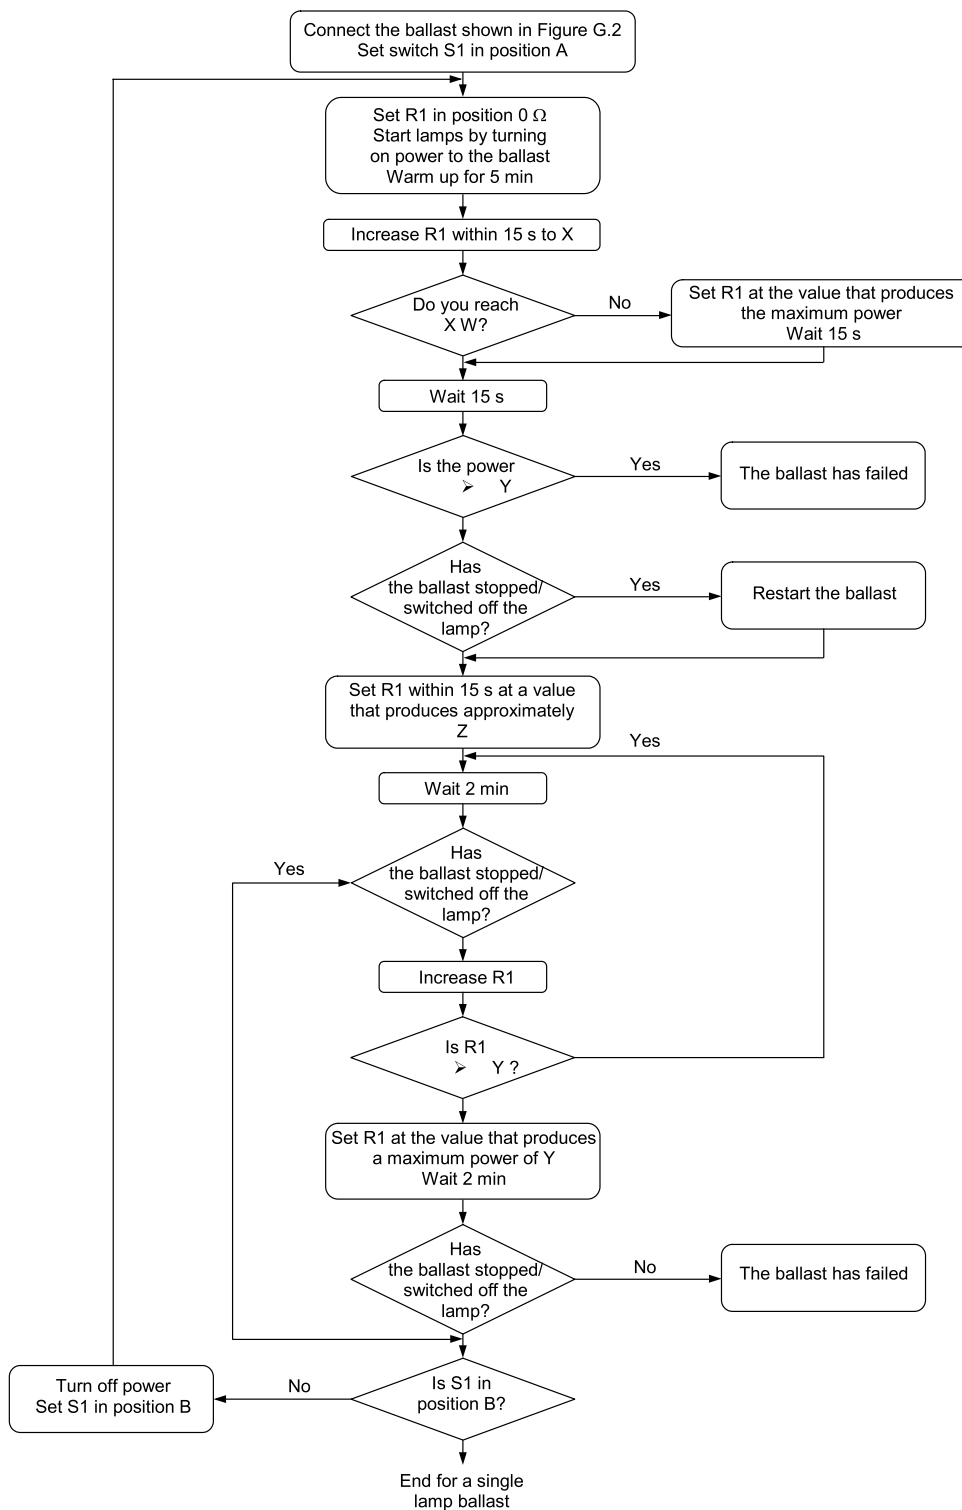 Connect the ballast shown in Figure G.2
Set switch S1 in position A
Set R1 in position 0 Ω
Start lamps by turning
on power to the ballast
Warm up for 5 min
Increase R1 within 15 s to X
Do you reach
X W?
No
Set R1 at the value that produces
the maximum power
Wait 15 s
Wait 15 s
Is the power
➢ Y
Yes
The ballast has failed
Has
the ballast stopped/
switched off the
lamp?
Yes
Restart the ballast
Set R1 within 15 s at a value
that produces approximately
Z
Yes
Wait 2 min
Yes
Has
the ballast stopped/
switched off the
lamp?
Increase R1
Is R1
➢ Y ?
Set R1 at the value that produces
a maximum power of Y
Wait 2 min
Has
the ballast stopped/
switched off the
lamp?
No
The ballast has failed
Turn off power
Set S1 in position B
No
Is S1 in
position B?
End for a single
lamp ballast